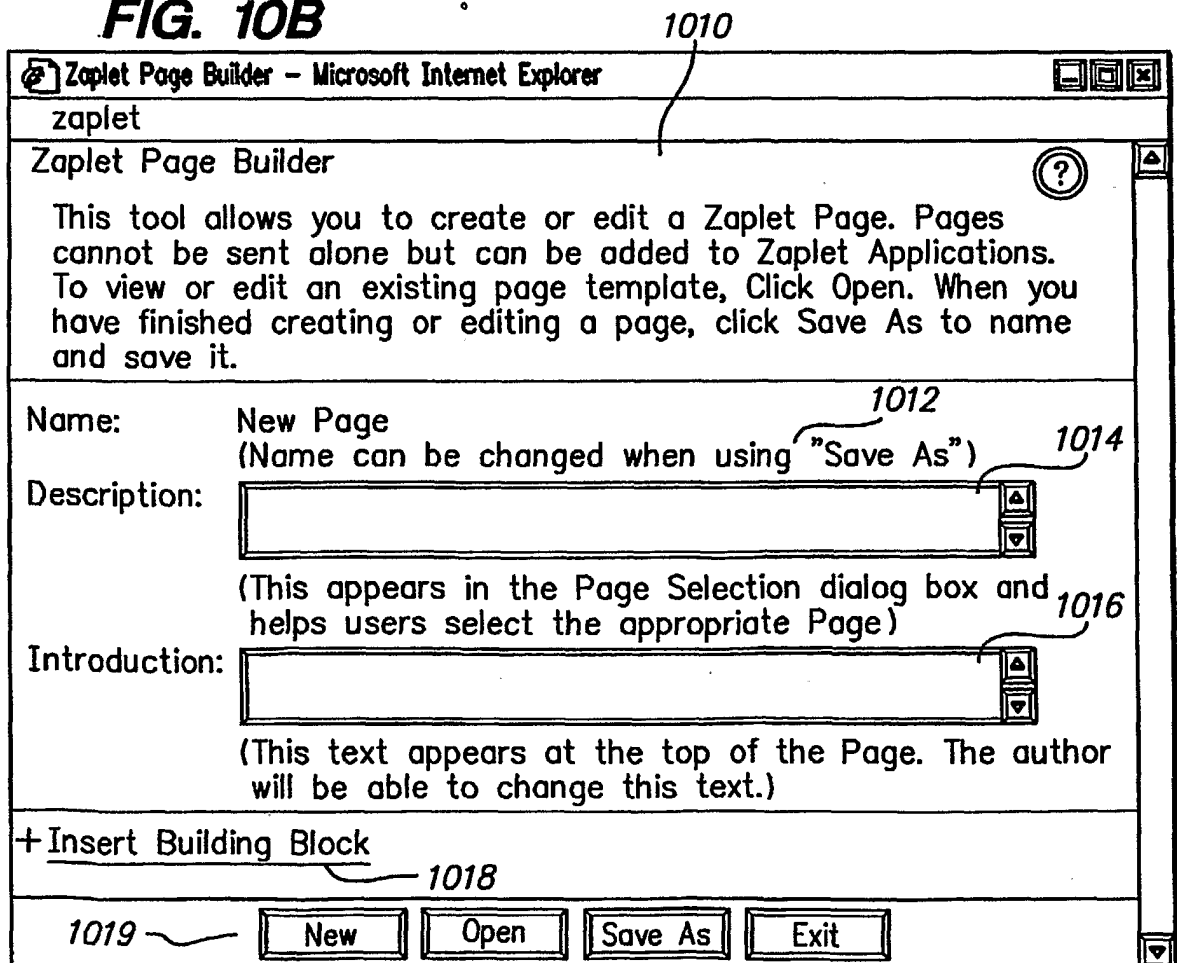 FIG. 10B
1010
Zaplet Page Builder - Microsoft Internet Explorer
zaplet
Zaplet Page Builder
?
This tool allows you to create or edit a Zaplet Page. Pages
cannot be sent alone but can be added to Zaplet Applications.
To view or edit an existing page template, Click Open. When you
have finished creating or editing a page, click Save As to name
and save it.
1012
Name: New Page
(Name can be changed when using "Save As")
1014
Description:
(This appears in the Page Selection dialog box and
helps users select the appropriate Page)
1016
Introduction:
(This text appears at the top of the Page. The author
will be able to change this text.)
+Insert Building Block
1018
1019 New Open Save As Exit